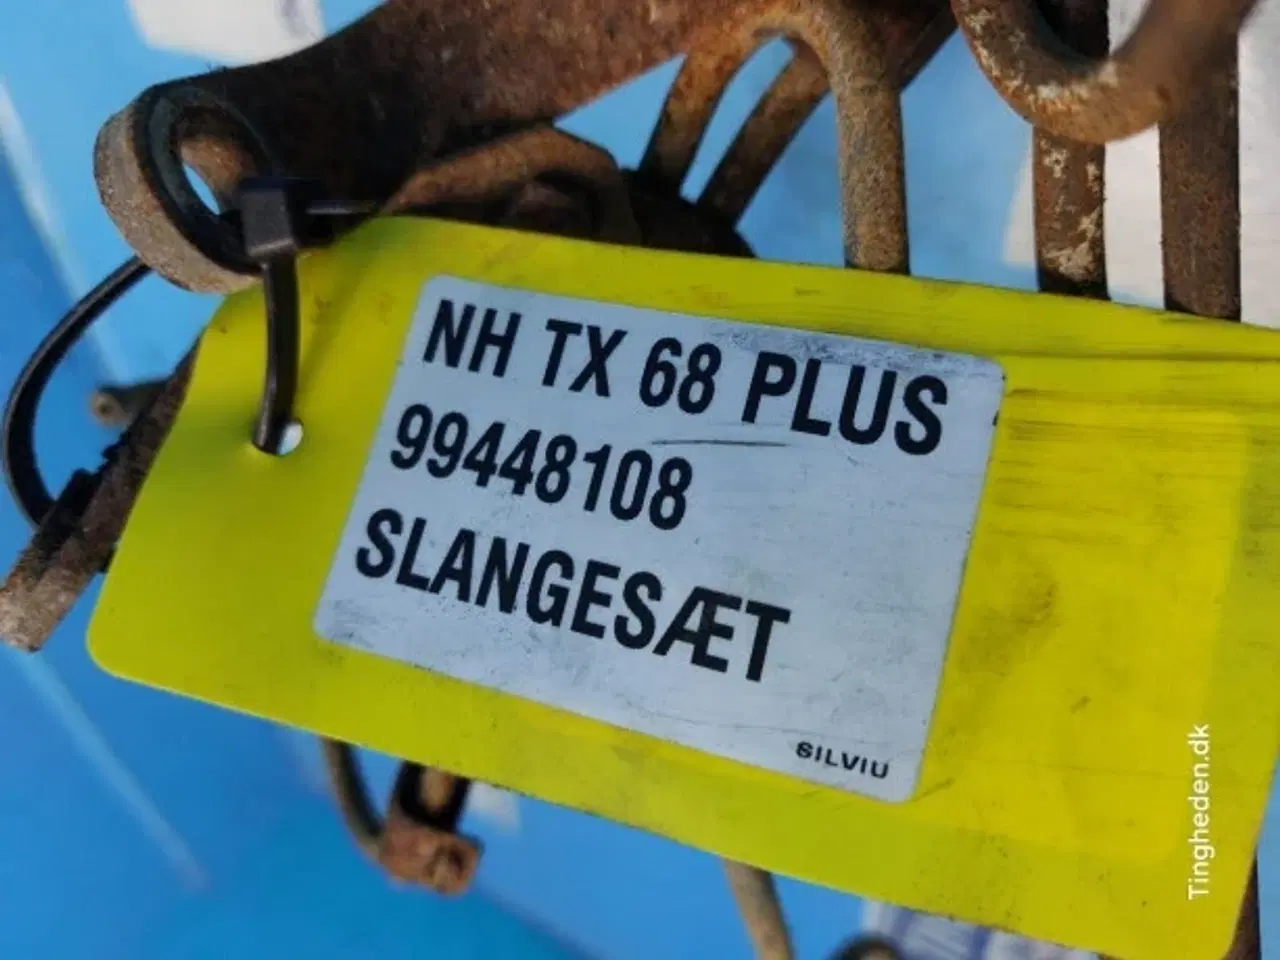 NH TX 68 PLUS
99448108
SLANGESÆT
SILVIU
Tingheden.dk